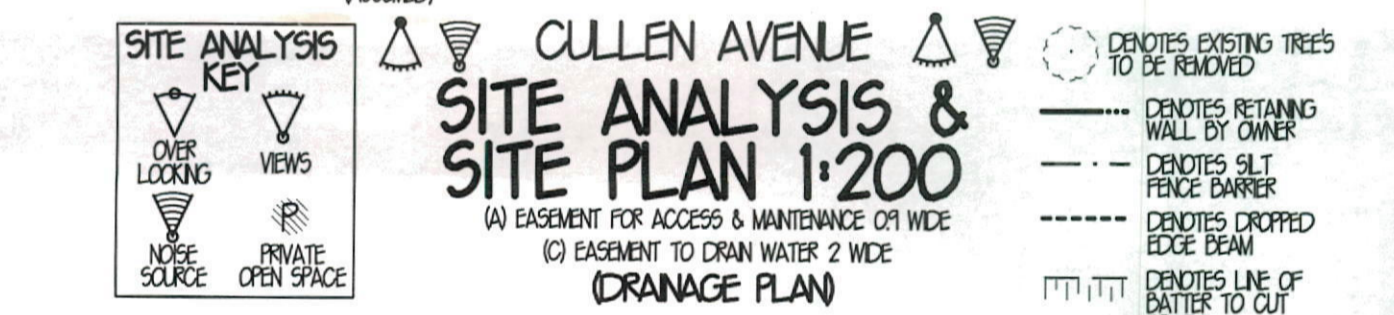 SITE ANALYSIS
KEY
OVER
LOOKING
VIEWS
NOISE
SOURCE
P
PRIVATE
OPEN SPACE
CULLEN AVENUE
SITE ANALYSIS &
SITE PLAN 1:200
(A) EASEMENT FOR ACCESS & MAINTENANCE 0.9 WIDE
(C) EASEMENT TO DRAIN WATER 2 WIDE
(DRAINAGE PLAN)
DENOTES EXISTING TREE'S
TO BE REMOVED
DENOTES RETAINING
WALL BY OWNER
DENOTES SILT
FENCE BARRIER
DENOTES DROPPED
EDGE BEAM
DENOTES LINE OF
BATTER TO CUT